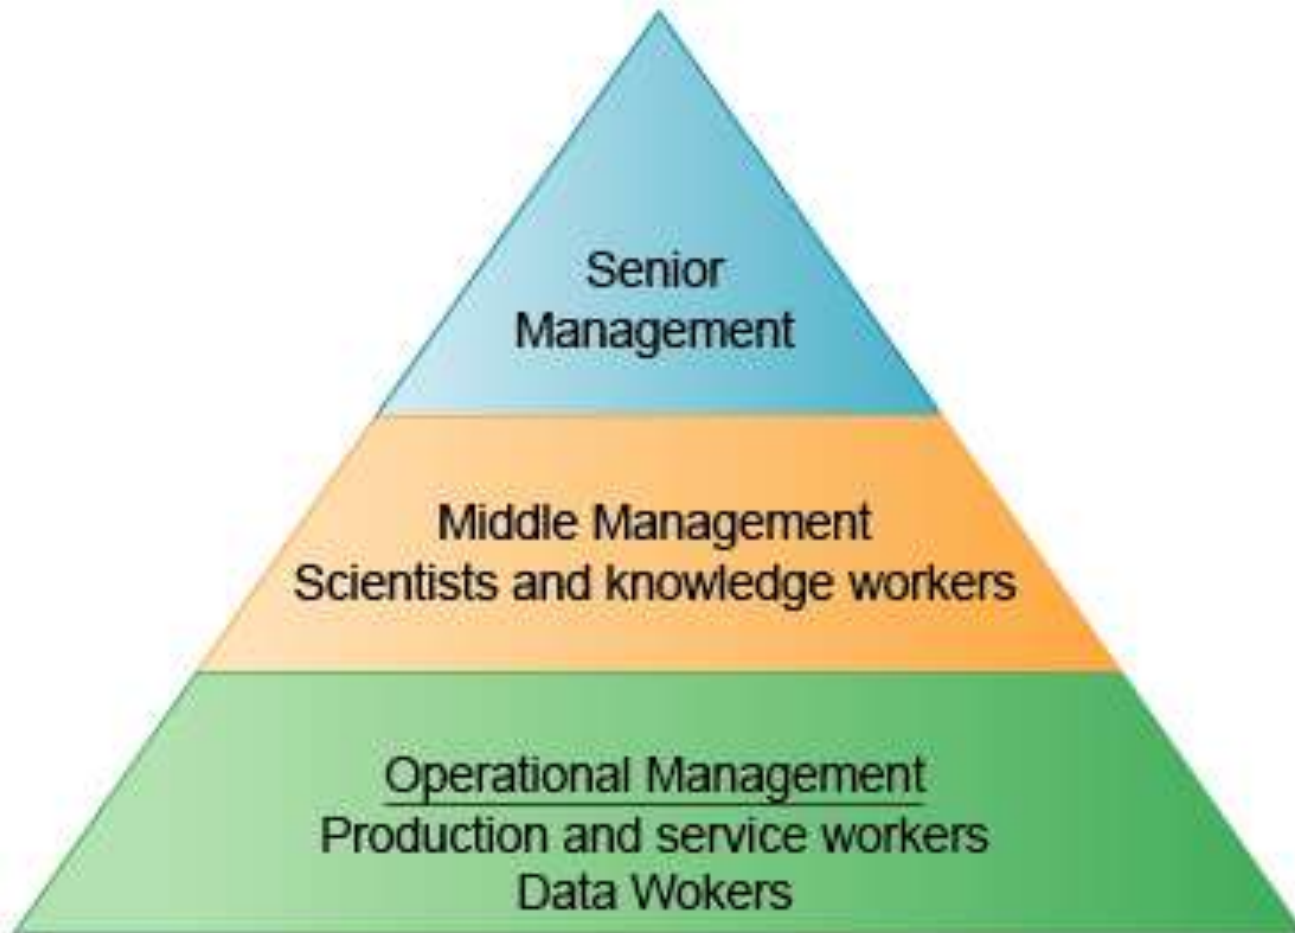 Senior
Management
Middle Management
Scientists and knowledge workers
Operational Management
Production and service workers
Data Wokers